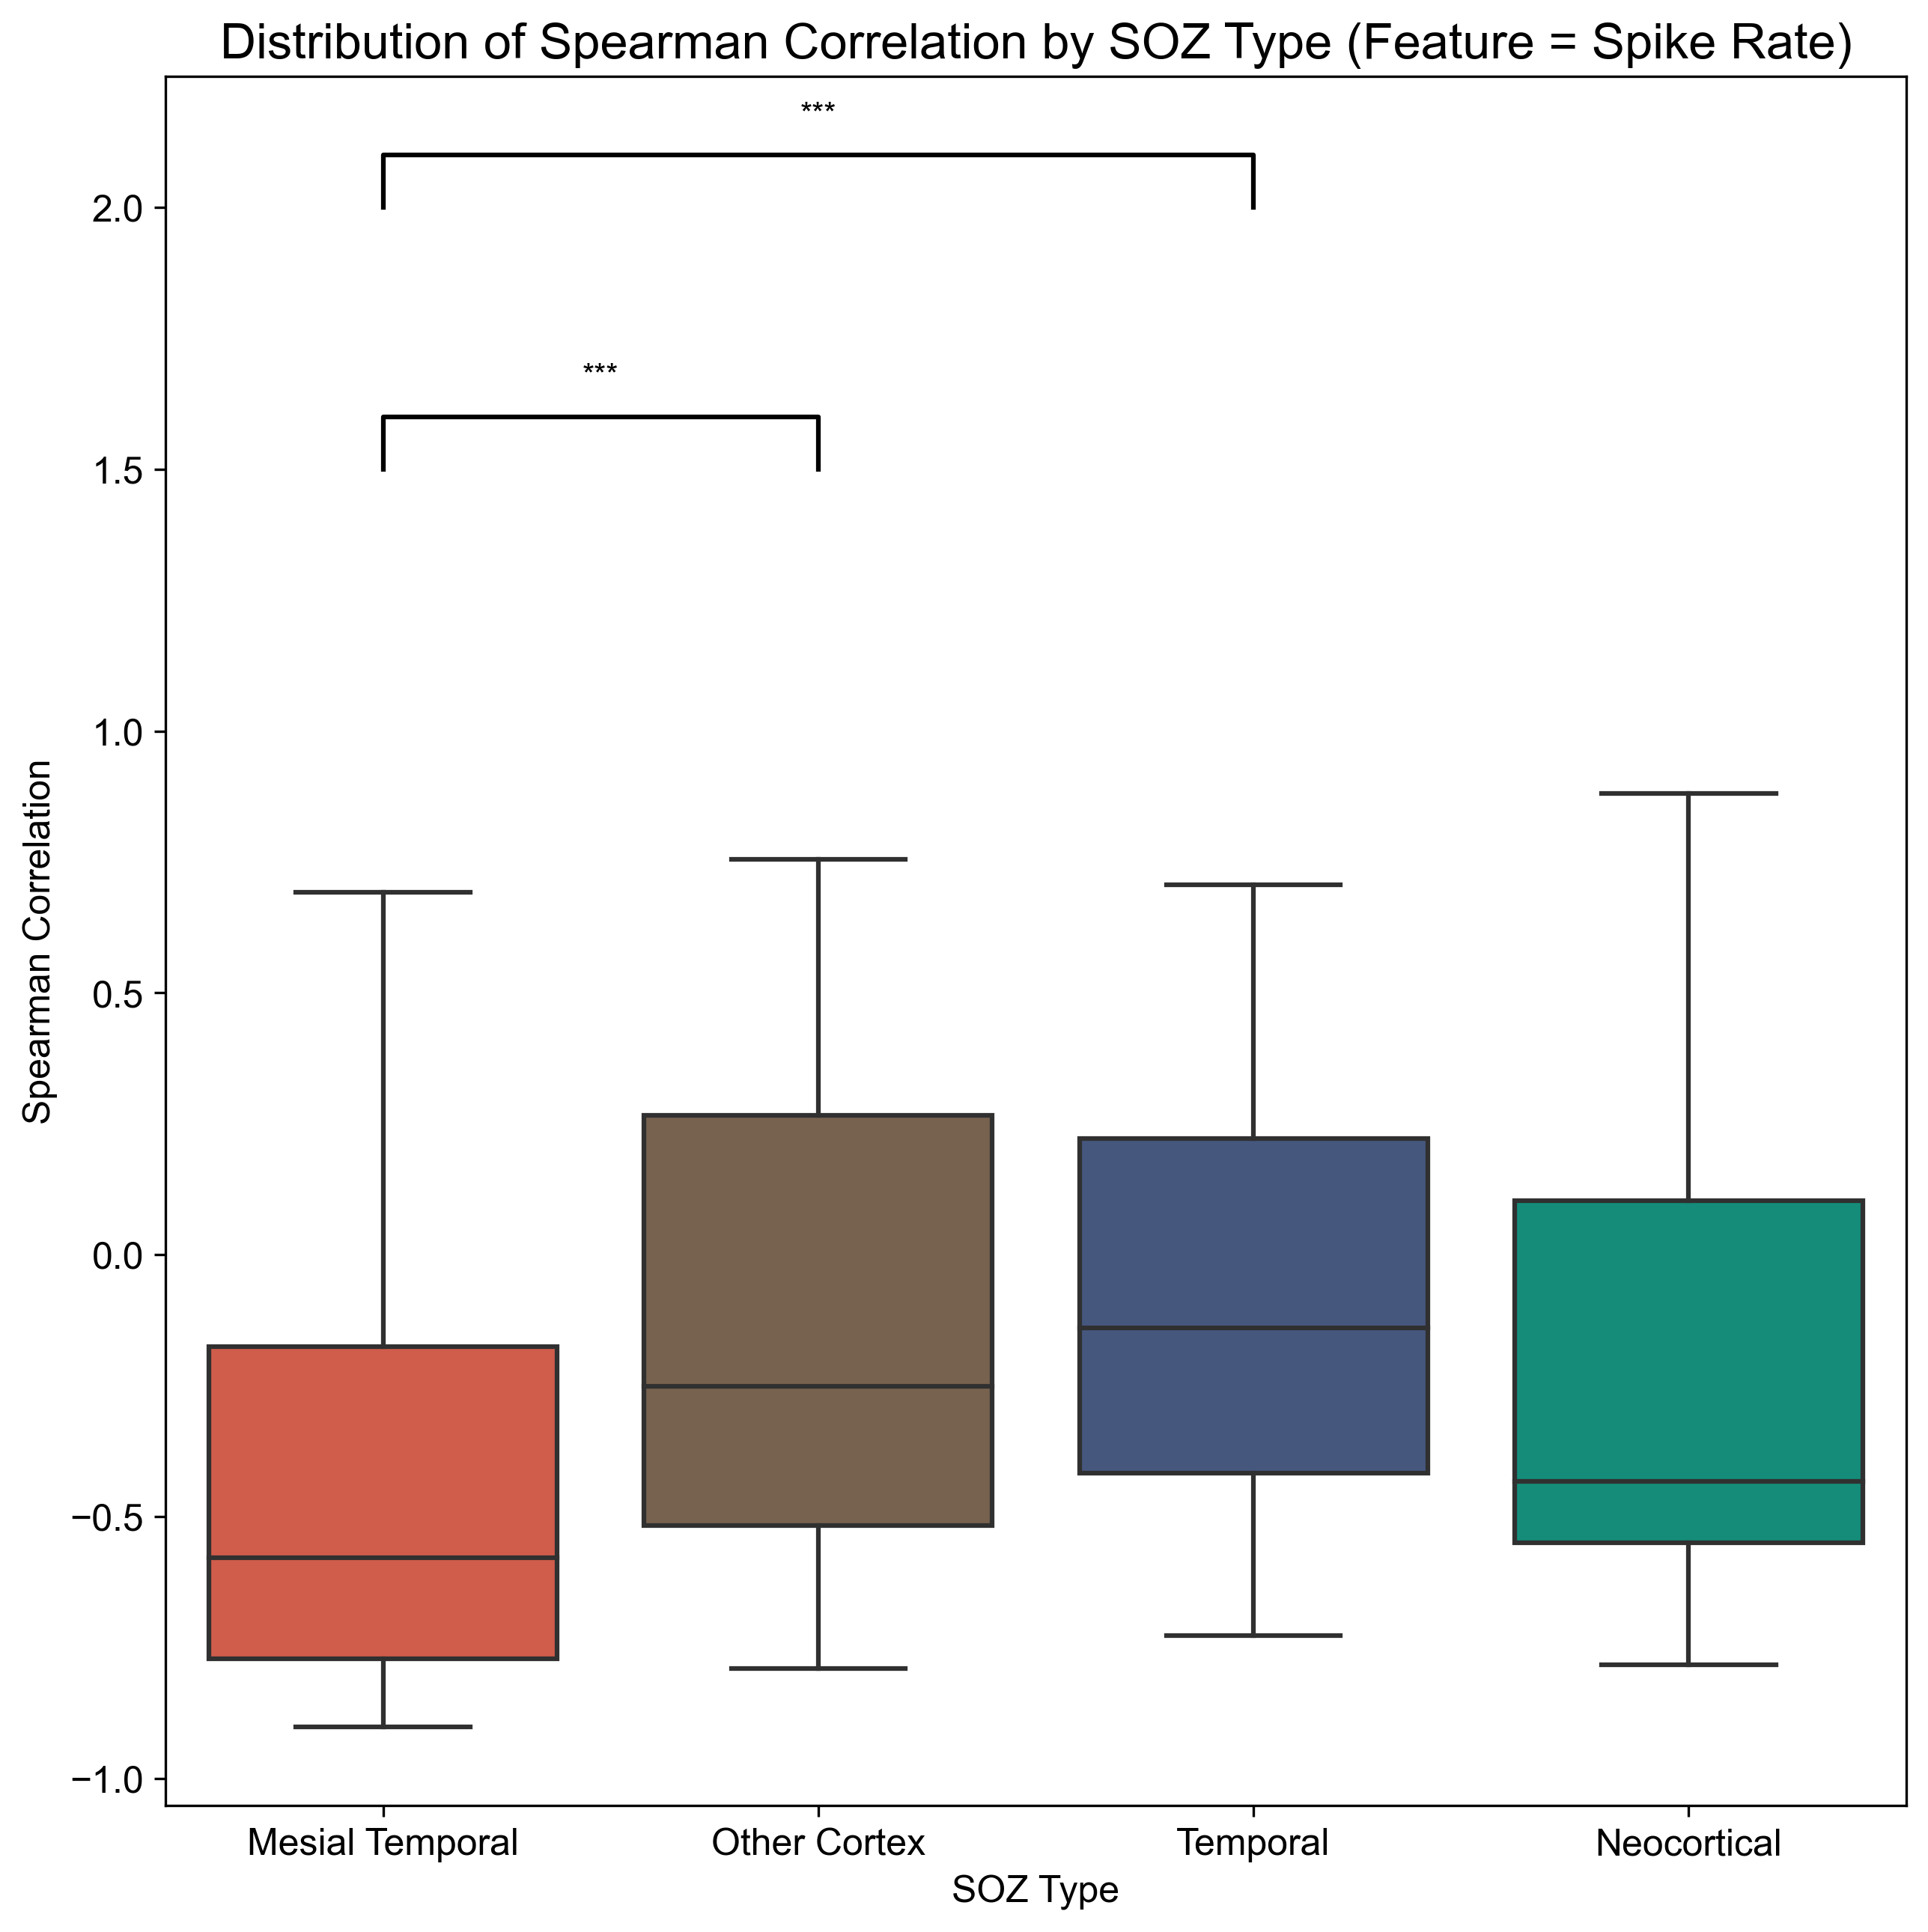 Distribution of Spearman Correlation by SOZ Type (Feature = Spike Rate)
***
***
2.0
1.5
1.0
0.5
0.0
−0.5
−1.0
Spearman Correlation
Mesial Temporal
Other Cortex
Temporal
Neocortical
SOZ Type